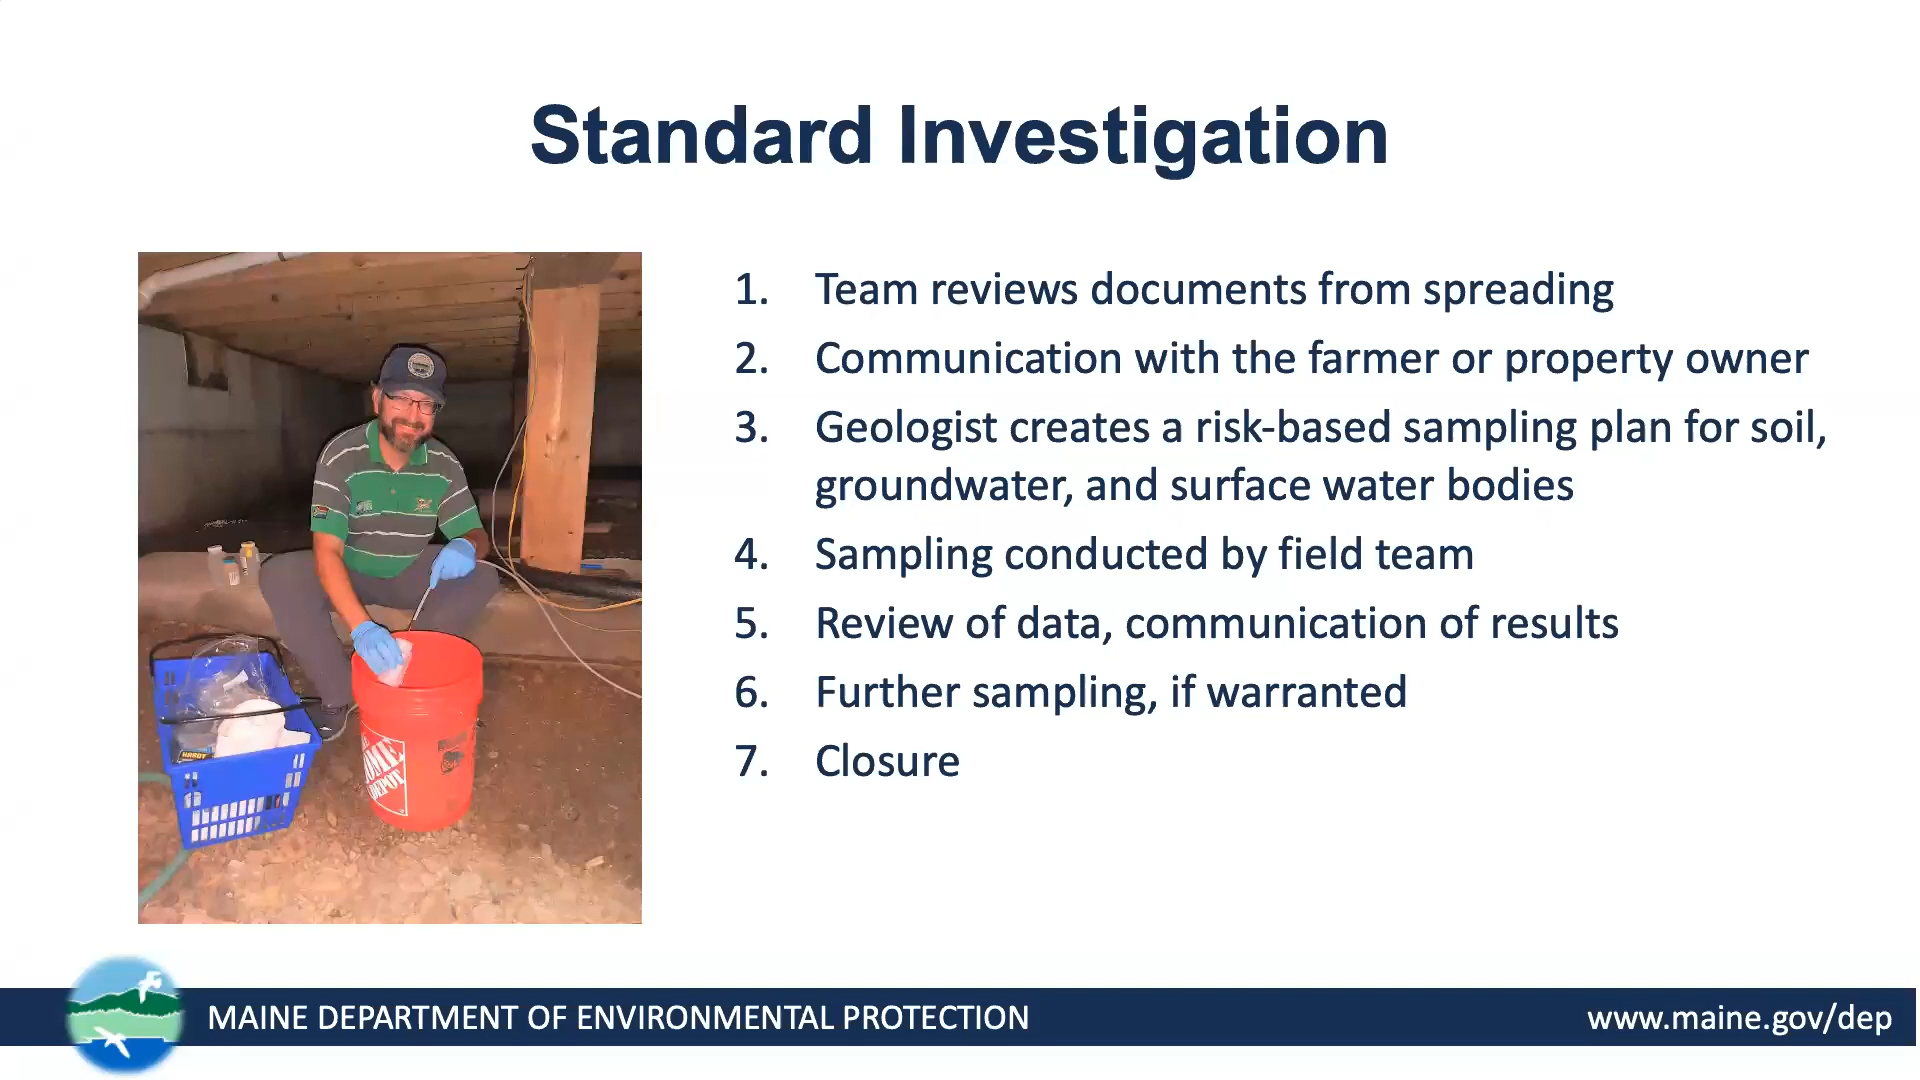 Standard Investigation
1. Team reviews documents from spreading
2. Communication with the farmer or property owner
3. Geologist creates a risk-based sampling plan for soil,
groundwater, and surface water bodies
4. Sampling conducted by field team
5. Review of data, communication of results
6. Further sampling, if warranted
7. Closure
HOME
DEPOT
MAINE DEPARTMENT OF ENVIRONMENTAL PROTECTION
www.maine.gov/dep